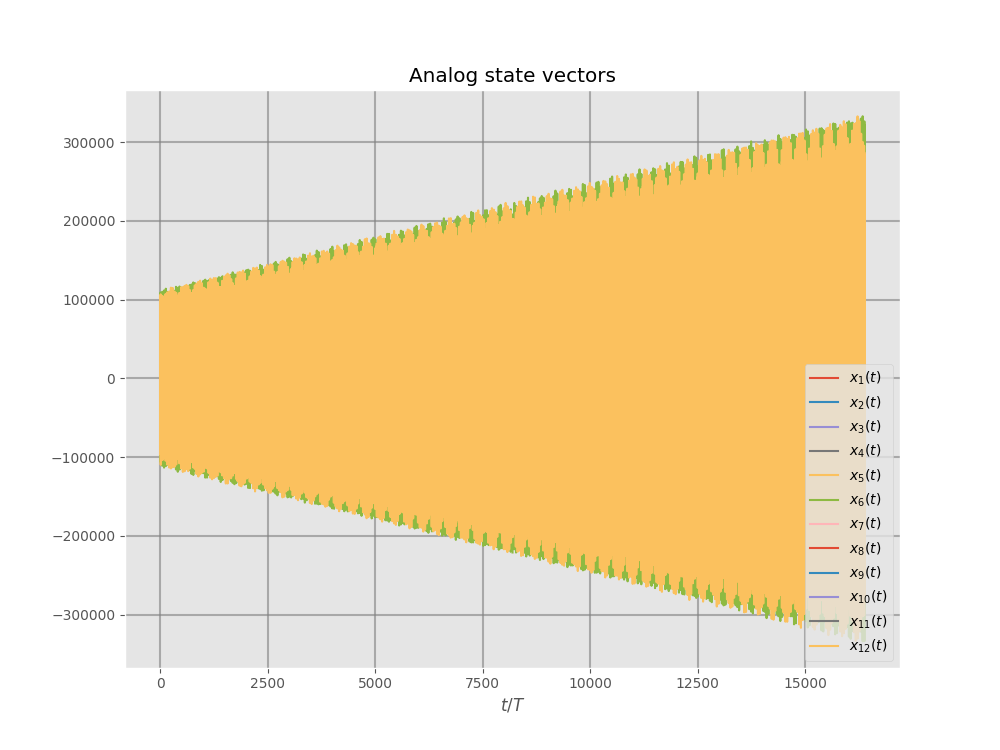 Analog state vectors
300000
200000
100000
0
−100000
−200000
−300000
0 2500 5000 7500 10000 12500 15000
t/T
x₁(t)
x₂(t)
x₃(t)
x₄(t)
x₅(t)
x₆(t)
x₇(t)
x₈(t)
x₉(t)
x₁₀(t)
x₁₁(t)
x₁₂(t)